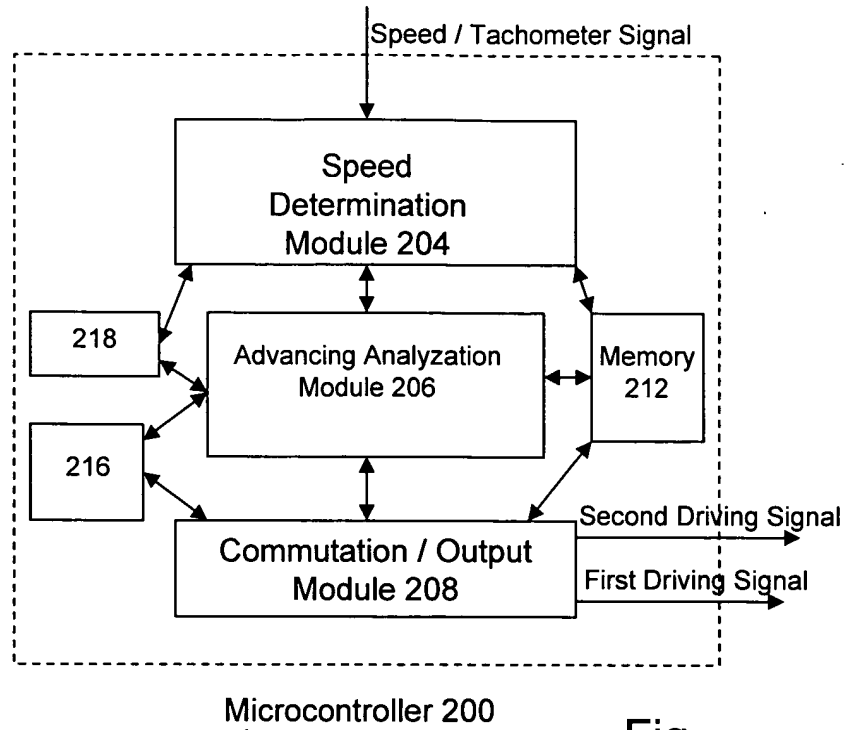 Speed / Tachometer Signal
Speed
Determination
Module 204
218
Advancing Analyzation
Module 206
Memory
212
216
Second Driving Signal
Commutation / Output
Module 208
First Driving Signal
Microcontroller 200
Fig